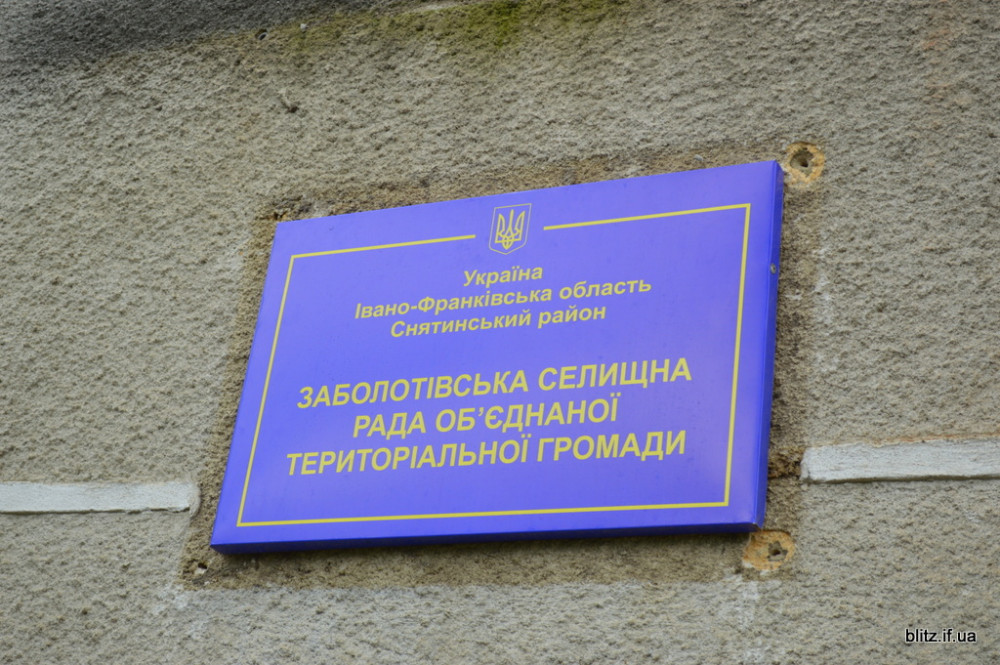 Україна
Івано-Франківська область
Снятинський район
ЗАБОЛОТІВСЬКА СЕЛИЩНА
РАДА ОБ’ЄДНАНОЇ
ТЕРИТОРІАЛЬНОЇ ГРОМАДИ
blitz.if.ua